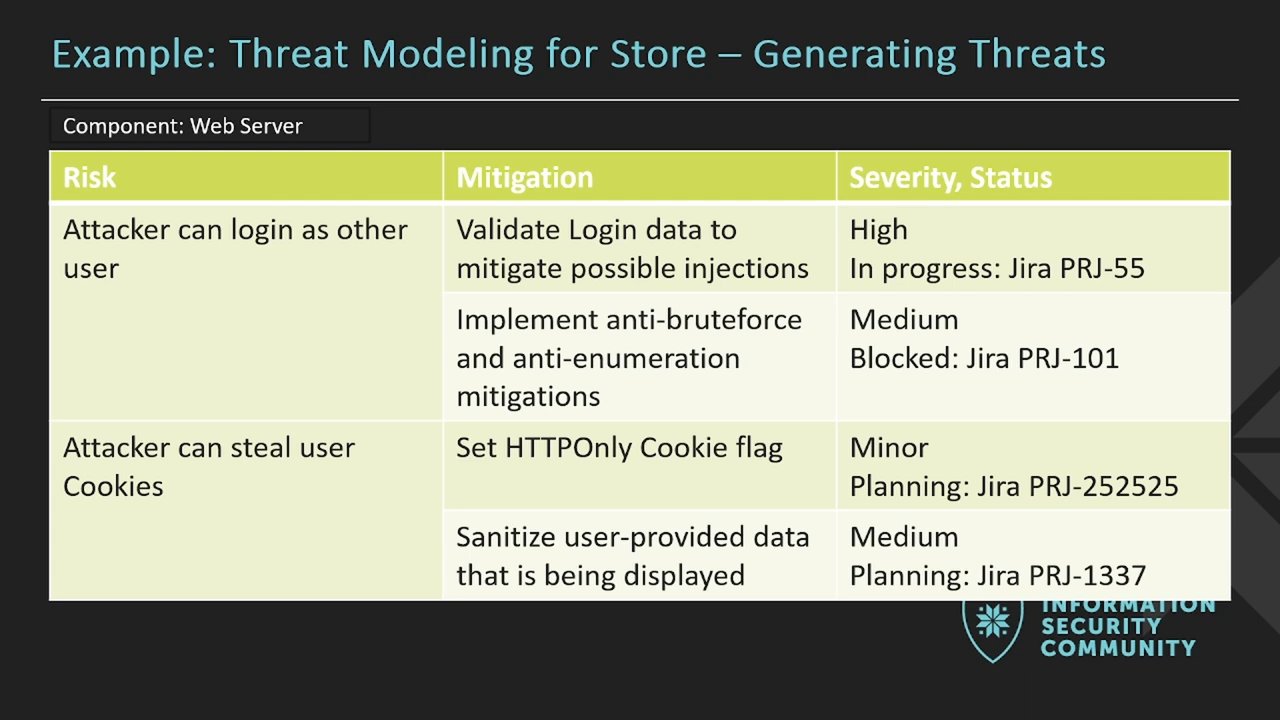 Example: Threat Modeling for Store – Generating Threats
Component: Web Server
Risk
Mitigation
Severity, Status
Attacker can login as other
user
Validate Login data to
mitigate possible injections
High
In progress: Jira PRJ-55
Implement anti-bruteforce
and anti-enumeration
mitigations
Medium
Blocked: Jira PRJ-101
Attacker can steal user
Cookies
Set HTTPOnly Cookie flag
Minor
Planning: Jira PRJ-252525
Sanitize user-provided data
that is being displayed
Medium
Planning: Jira PRJ-1337
INFORMATION
SECURITY
COMMUNITY